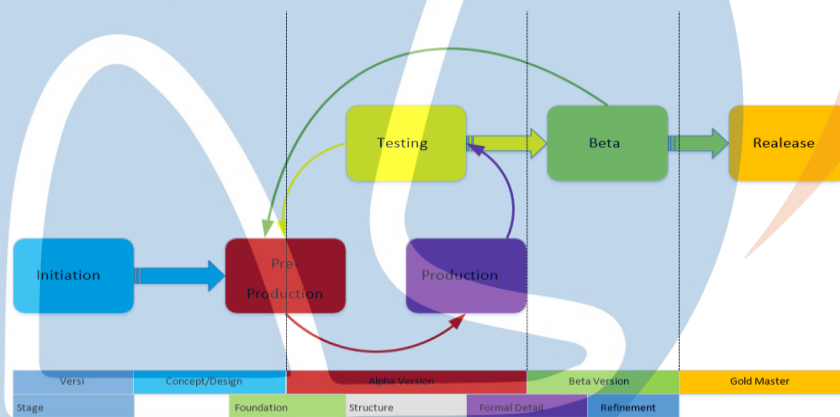 Testing
Beta
Realease
Initiation
Pre-
Production
Production
Versi
Concept/Design
Alpha Version
Beta Version
Gold Master
Stage
Foundation
Structure
Formal Detail
Refinement